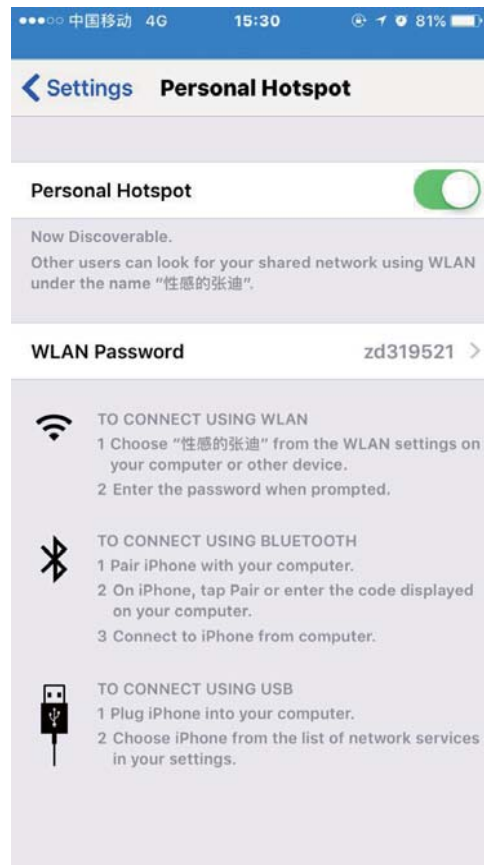 中国移动 4G 15:30 81%
Settings Personal Hotspot
Personal Hotspot
Now Discoverable.
Other users can look for your shared network using WLAN
under the name “性感的张迪”.
WLAN Password zd319521
TO CONNECT USING WLAN
1 Choose “性感的张迪” from the WLAN settings on
your computer or other device.
2 Enter the password when prompted.
TO CONNECT USING BLUETOOTH
1 Pair iPhone with your computer.
2 On iPhone, tap Pair or enter the code displayed
on your computer.
3 Connect to iPhone from computer.
TO CONNECT USING USB
1 Plug iPhone into your computer.
2 Choose iPhone from the list of network services
in your settings.